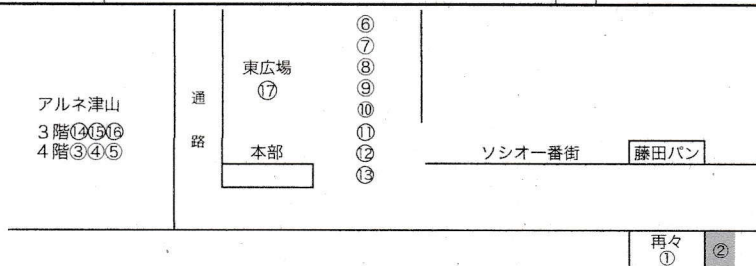 アルネ津山
3階⑭⑮⑯
4階③④⑤
通路
東広場
⑰
本部
⑥
⑦
⑧
⑨
⑩
⑪
⑫
⑬
ソシオ一番街
藤田パン
再々
①
②